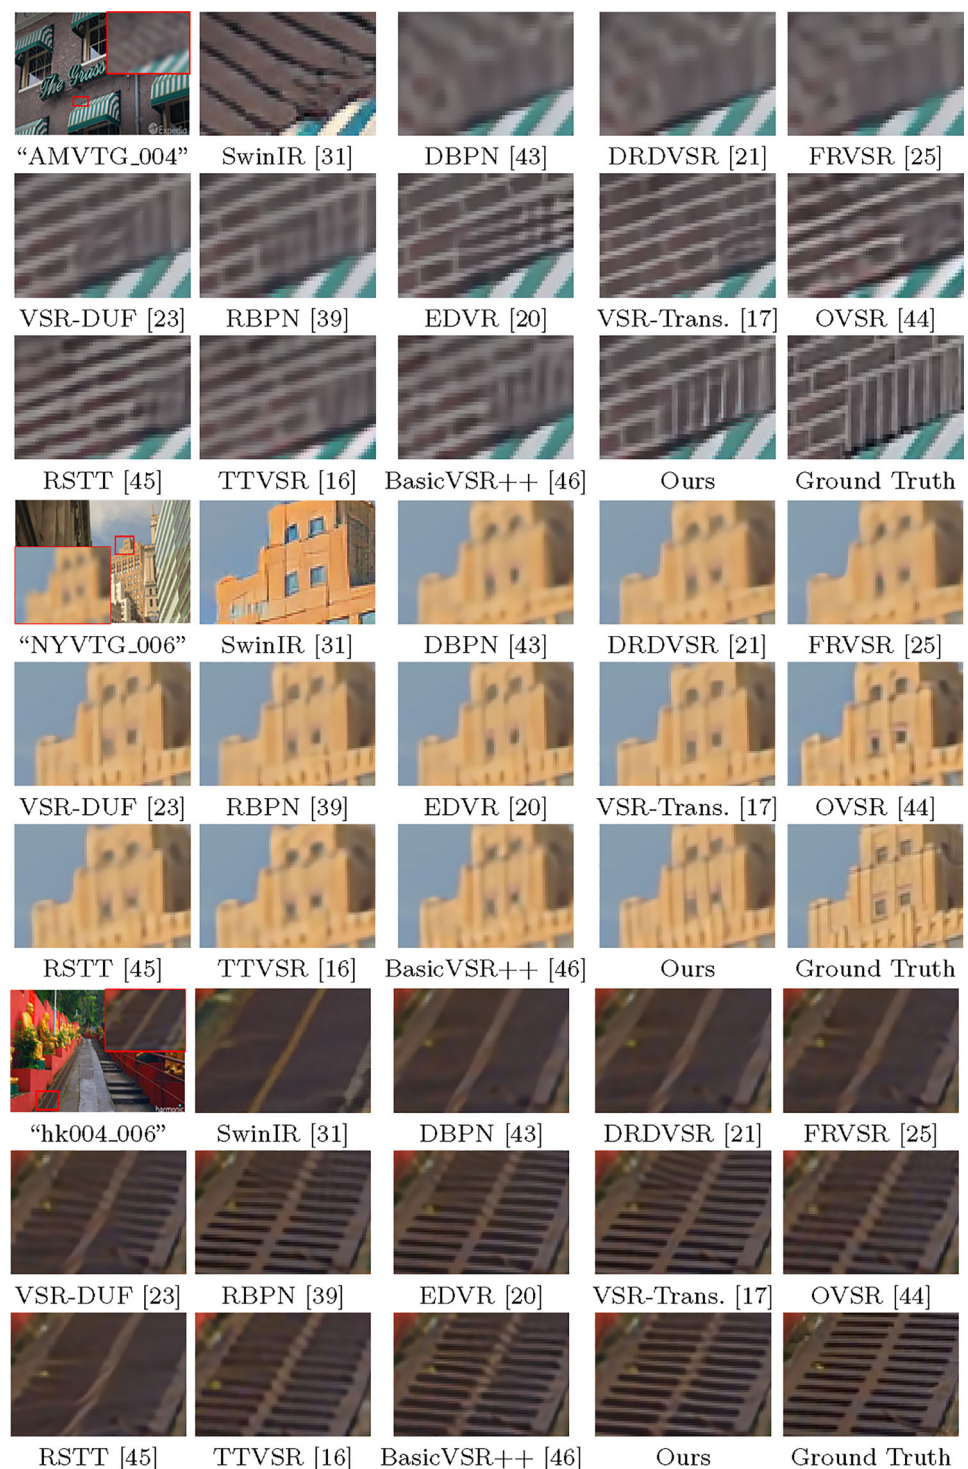 The Grass
Expedia
“AMVTG_004” SwinIR [31] DBPN [43] DRDVSR [21] FRVSR [25]
VSR-DUF [23] RBPN [39] EDVR [20] VSR-Trans. [17] OVSR [44]
RSTT [45] TTVSR [16] BasicVSR++ [46] Ours Ground Truth
“NYVTG_006” SwinIR [31] DBPN [43] DRDVSR [21] FRVSR [25]
VSR-DUF [23] RBPN [39] EDVR [20] VSR-Trans. [17] OVSR [44]
RSTT [45] TTVSR [16] BasicVSR++ [46] Ours Ground Truth
harmonic
“hk004_006” SwinIR [31] DBPN [43] DRDVSR [21] FRVSR [25]
VSR-DUF [23] RBPN [39] EDVR [20] VSR-Trans. [17] OVSR [44]
RSTT [45] TTVSR [16] BasicVSR++ [46] Ours Ground Truth